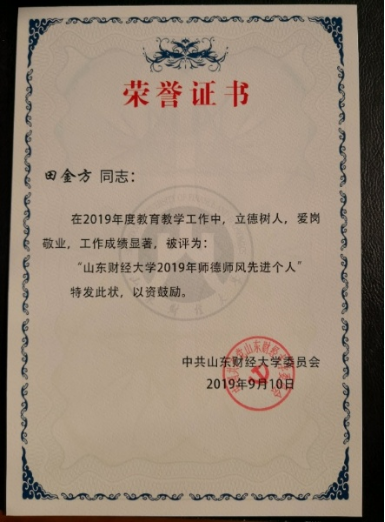 荣誉证书
田金方 同志：
在2019年度教育教学工作中，立德树人，爱岗
敬业，工作成绩显著，被评为：
“山东财经大学2019年师德师风先进个人”
特发此状，以资鼓励。
中共山东财经大学委员会
2019年9月10日